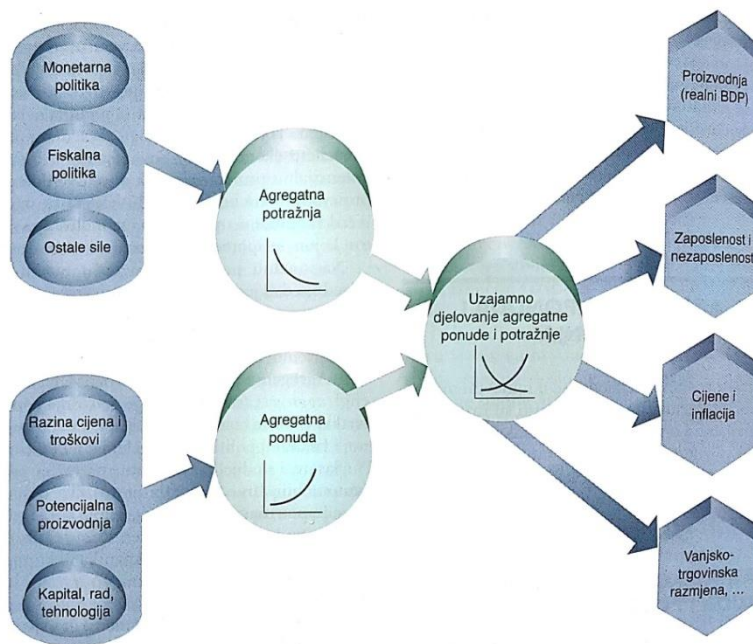 Monetarna
politika
Fiskalna
politika
Ostale sile
Agregatna
potražnja
Razina cijena i
troškovi
Potencijalna
proizvodnja
Kapital, rad,
tehnologija
Agregatna
ponuda
Uzajamno
djelovanje agregatne
ponude i potražnje
Proizvodnja
(realni BDP)
Zaposlenost i
nezaposlenost
Cijene i
inflacija
Vanjsko-
trgovinska
razmjena, ...